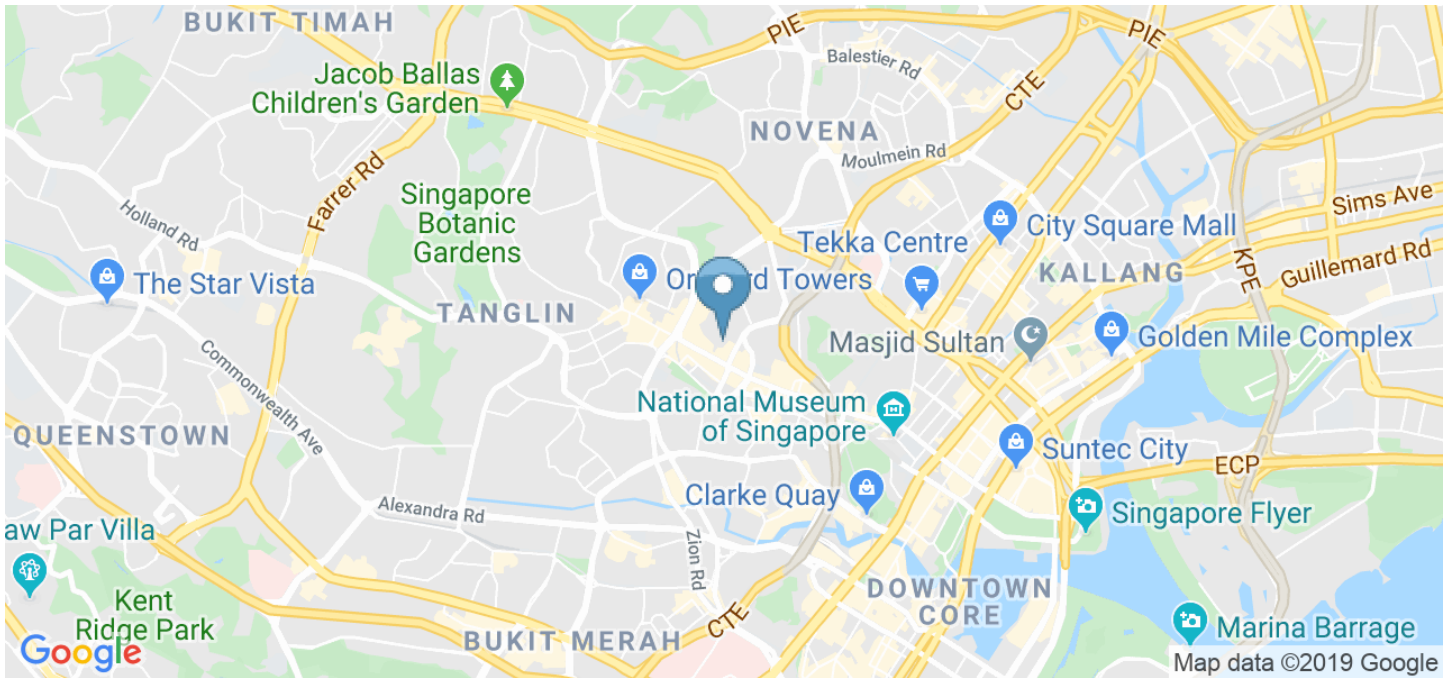 BUKIT TIMAH
PIE
PIE
Balestier Rd
Jacob Ballas
Children's Garden
CTE
NOVENA
Moulmein Rd
Farrer Rd
Singapore
Botanic
Gardens
Holland Rd
Sims Ave
City Square Mall
Tekka Centre
KALLANG
KPE
Guillemard Rd
The Star Vista
Towers
TANGLIN
Masjid Sultan
Golden Mile Complex
Commonwealth Ave
National Museum
of Singapore
QUEENSTOWN
Suntec City
ECP
Clarke Quay
Alexandra Rd
Singapore Flyer
aw Par Villa
Zion Rd
DOWNTOWN
CORE
Kent
Ridge Park
CTE
BUKIT MERAH
Marina Barrage
Google
Map data ©2019 Google